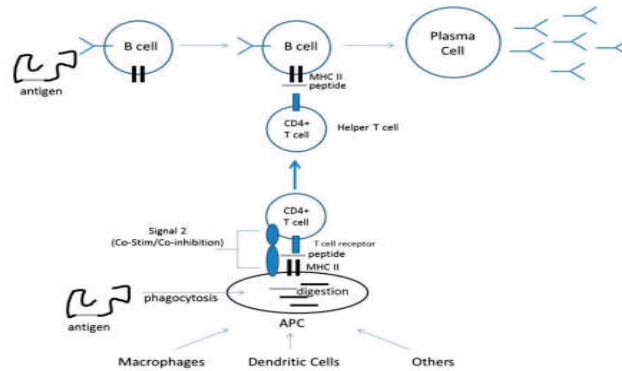 B cell
B cell
Plasma
Cell
antigen
MHC II
peptide
CD4+
T cell
Helper T cell
CD4+
T cell
Signal 2
(Co-Stim/Co-inhibition)
T cell receptor
peptide
MHC II
phagocytosis
digestion
antigen
APC
Macrophages
Dendritic Cells
Others